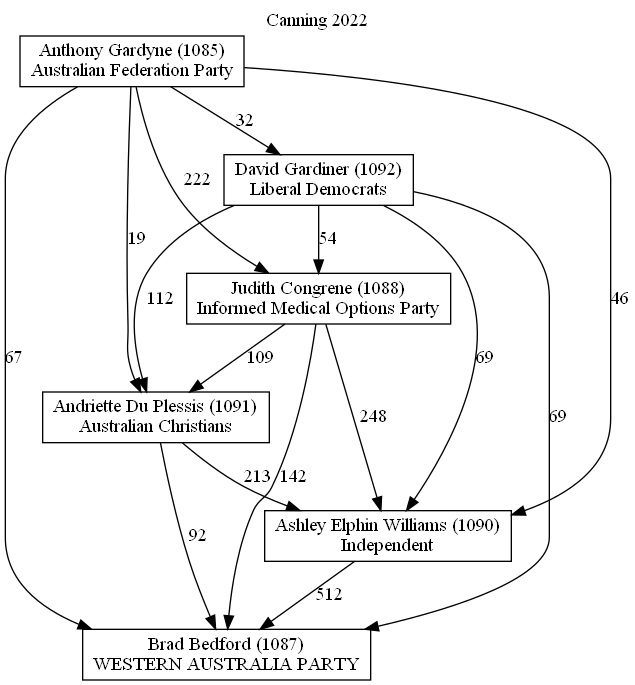 Canning 2022
Anthony Gardyne (1085)
Australian Federation Party
32
David Gardiner (1092)
Liberal Democrats
222
19
54
Judith Congrene (1088)
Informed Medical Options Party
112
46
67
109
69
Andriette Du Plessis (1091)
Australian Christians
248
69
213
142
Ashley Elphin Williams (1090)
Independent
92
512
Brad Bedford (1087)
WESTERN AUSTRALIA PARTY